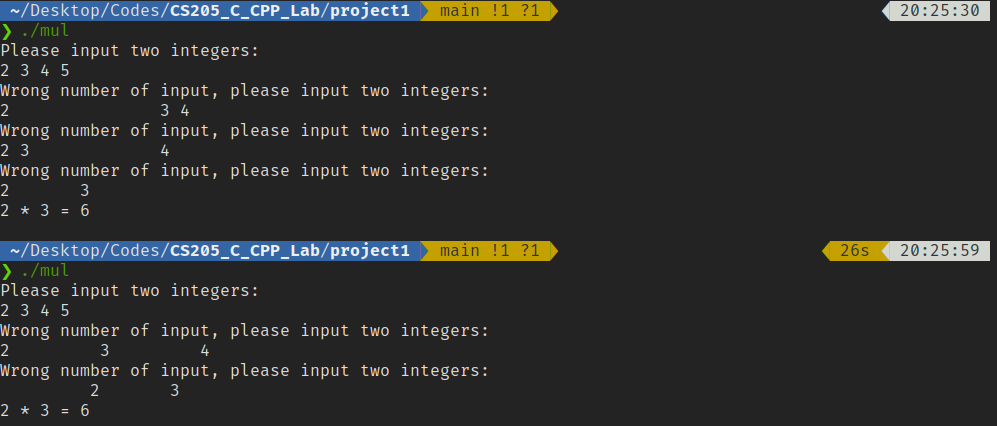 ~/Desktop/Codes/CS205_C_CPP_Lab/project1 main !1 ?1 20:25:30
❯ ./mul
Please input two integers:
2 3 4 5
Wrong number of input, please input two integers:
2               3 4
Wrong number of input, please input two integers:
2 3             4
Wrong number of input, please input two integers:
2       3
2 * 3 = 6
~/Desktop/Codes/CS205_C_CPP_Lab/project1 main !1 ?1 26s 20:25:59
❯ ./mul
Please input two integers:
2 3 4 5
Wrong number of input, please input two integers:
2         3         4
Wrong number of input, please input two integers:
         2       3
2 * 3 = 6